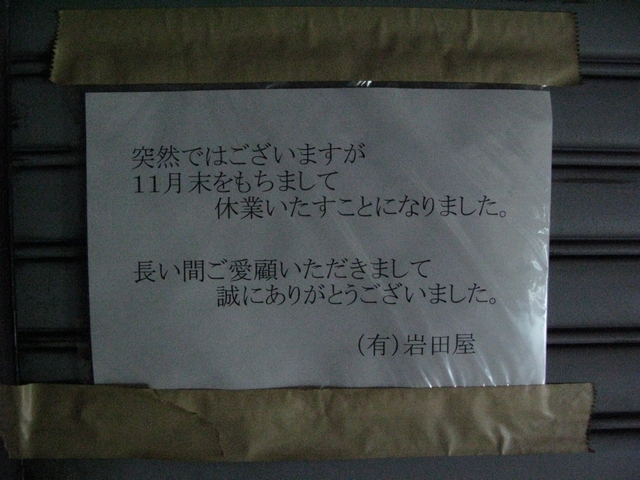 突然ではございますが
11月末をもちまして
休業いたすことになりました。
長い間ご愛顧いただきまして
誠にありがとうございました。
（有）岩田屋